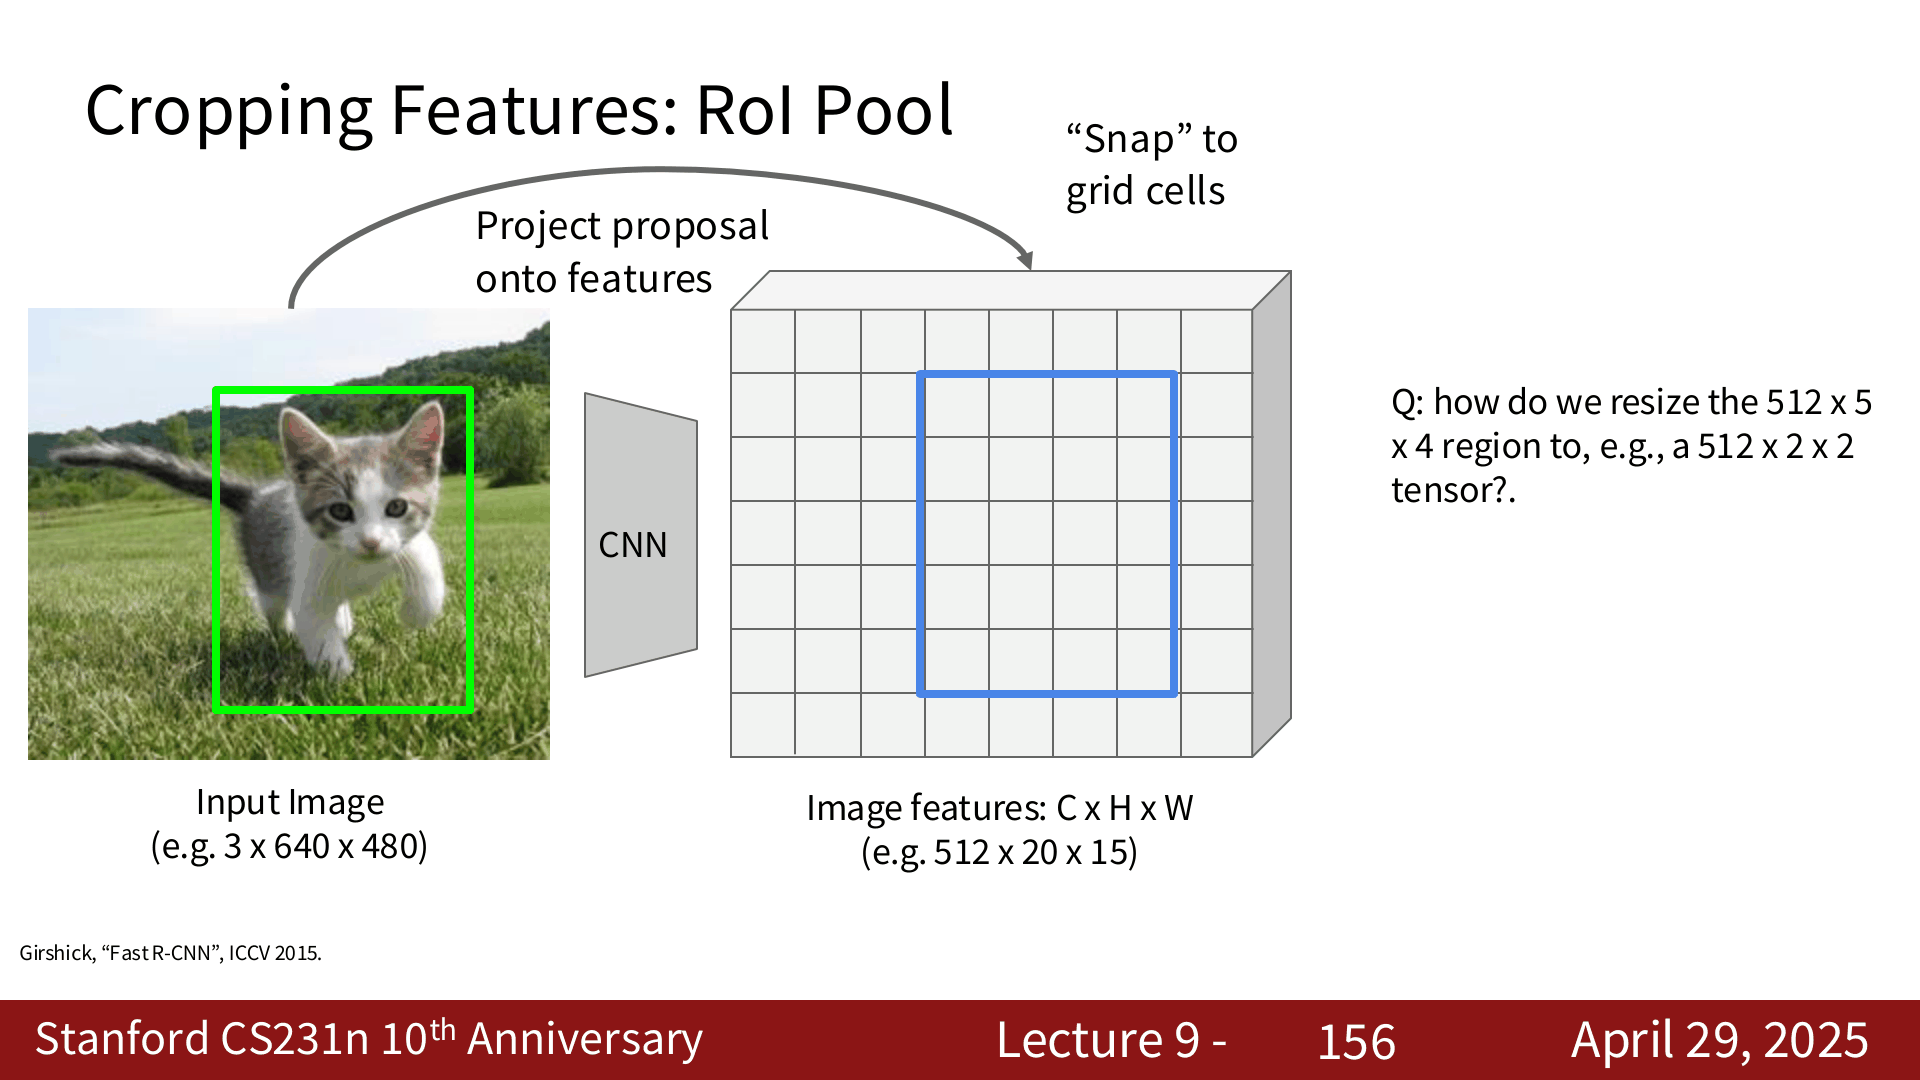 Cropping Features: RoI Pool
“Snap” to
grid cells
Project proposal
onto features
CNN
Q: how do we resize the 512 x 5
x 4 region to, e.g., a 512 x 2 x 2
tensor?.
Input Image
(e.g. 3 x 640 x 480)
Image features: C x H x W
(e.g. 512 x 20 x 15)
Girshick, “Fast R-CNN”, ICCV 2015.
Stanford CS231n 10th Anniversary
Lecture 9 -
156
April 29, 2025